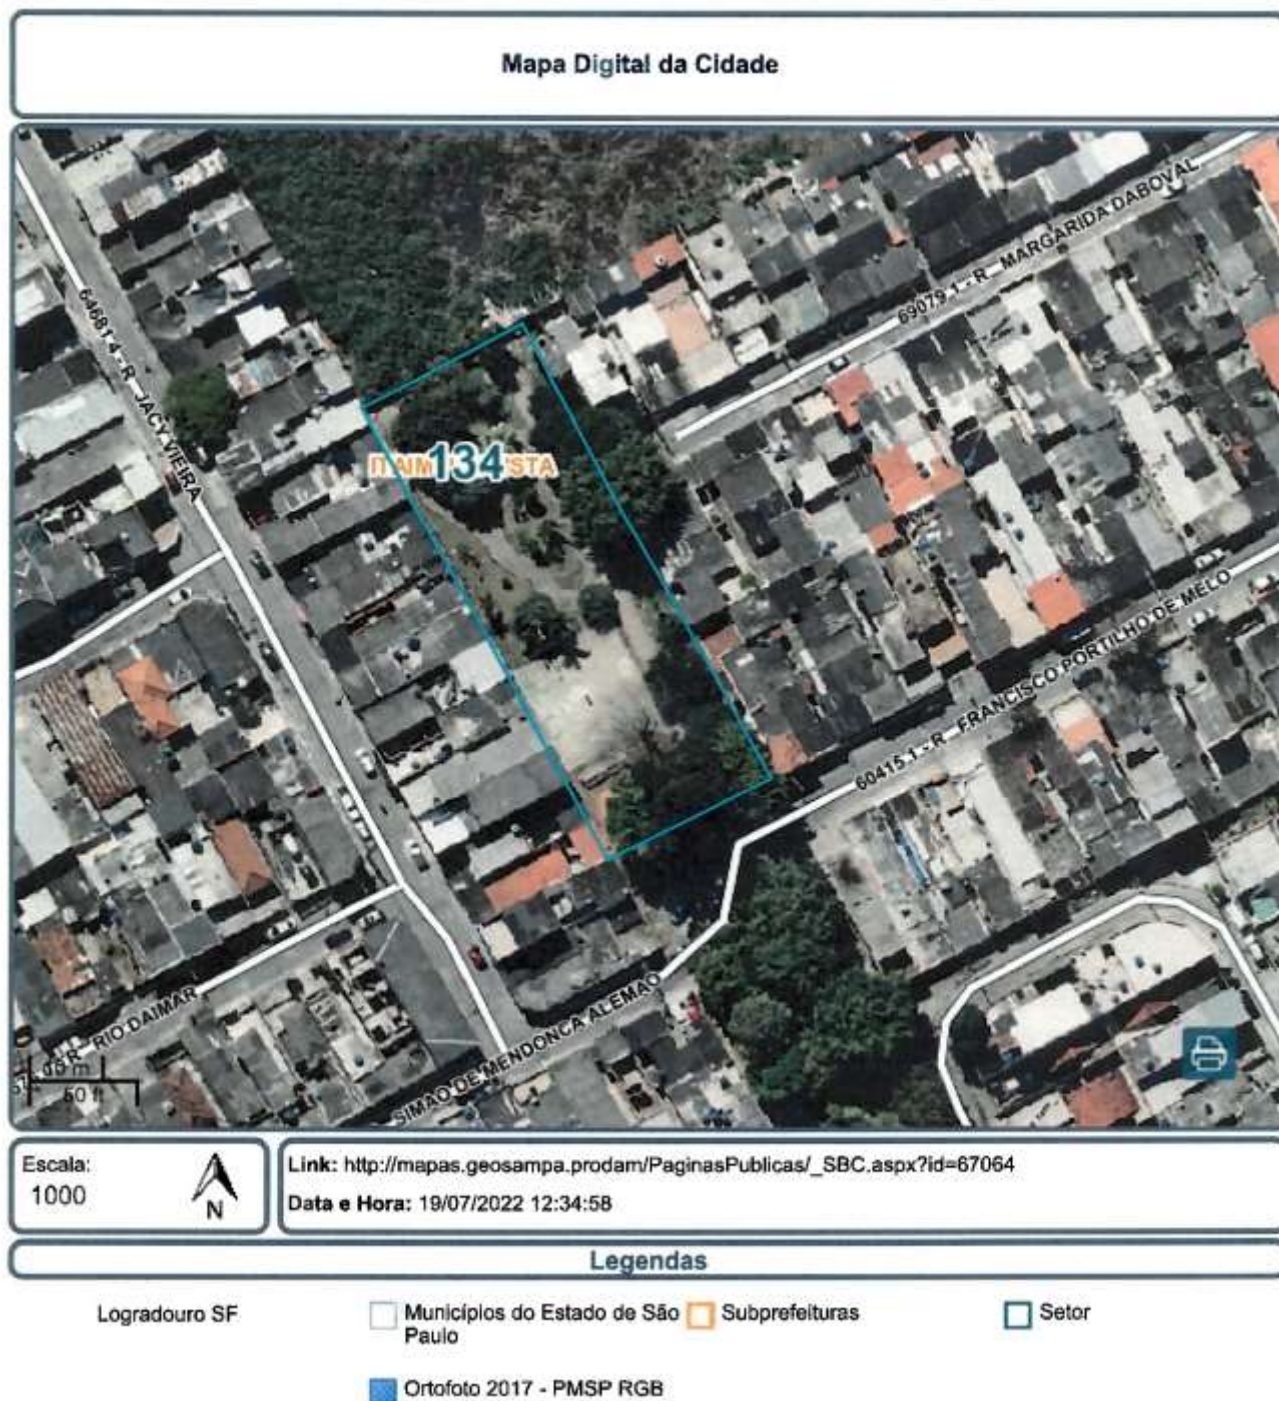 Mapa Digital da Cidade
69079 1 - R MARGARIDA DABOVAL
64681 4 - R JACY VIEIRA
134
60415 1 - R FRANCISCO PORTILHO DE MELO
RIO DAIMAR
SIMAO DE MENDONCA ALEMAO
50 ft
Escala:
1000
N
Link: http://mapas.geosampa.prodam/PaginasPublicas/_SBC.aspx?id=67064
Data e Hora: 19/07/2022 12:34:58
Legendas
Logradouro SF
Municípios do Estado de São
Paulo
Subprefeituras
Setor
Ortofoto 2017 - PMSP RGB